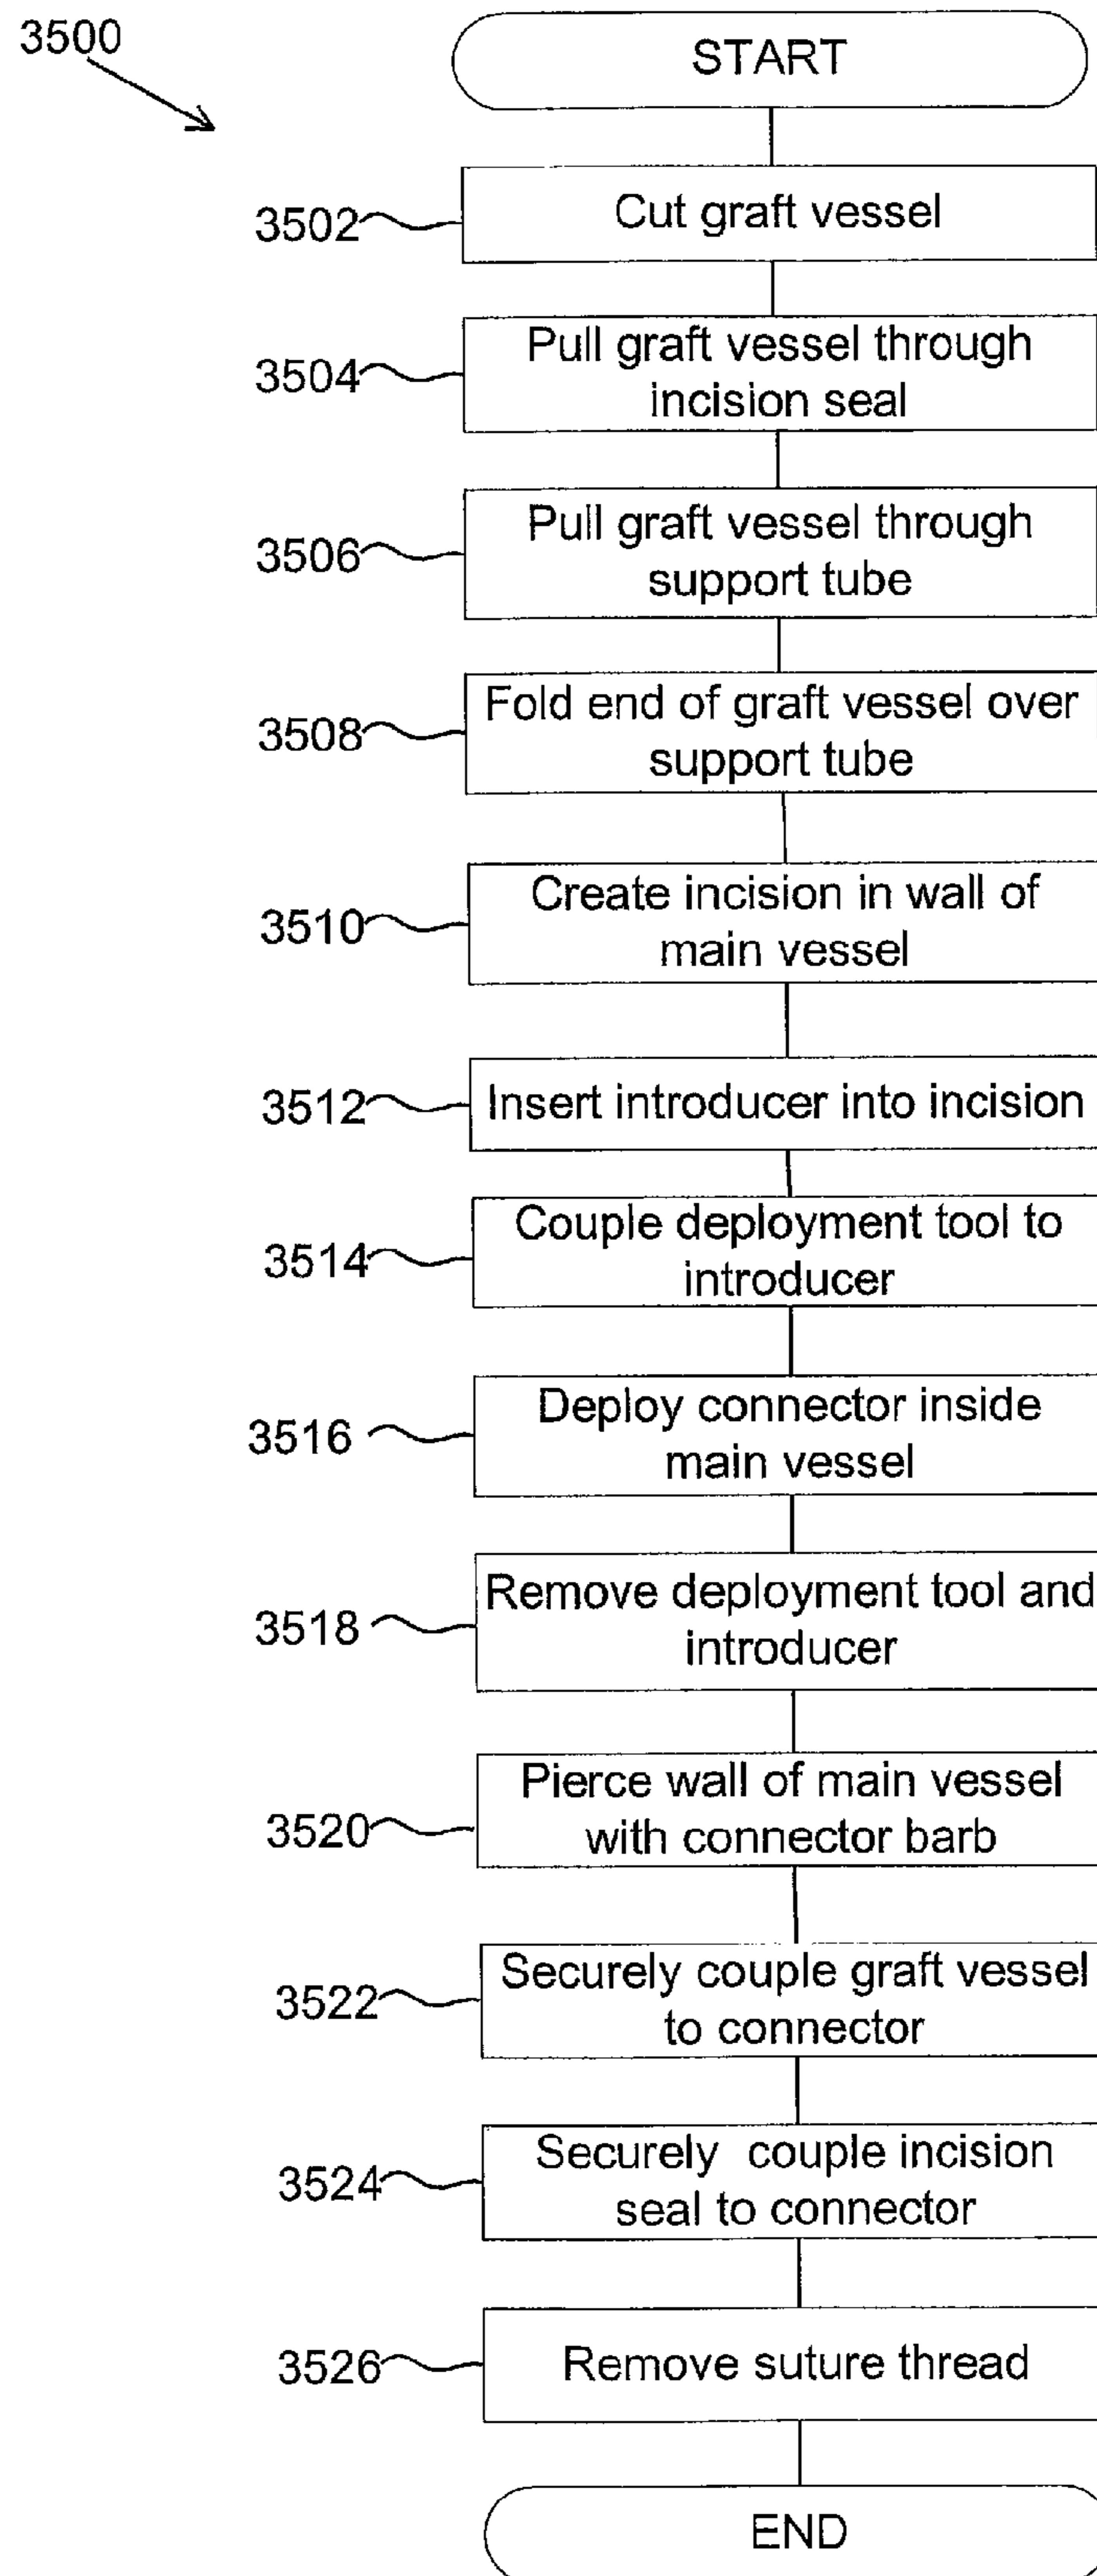 3500
START
3502
Cut graft vessel
3504
Pull graft vessel through
incision seal
3506
Pull graft vessel through
support tube
3508
Fold end of graft vessel over
support tube
3510
Create incision in wall of
main vessel
3512
Insert introducer into incision
3514
Couple deployment tool to
introducer
3516
Deploy connector inside
main vessel
3518
Remove deployment tool and
introducer
3520
Pierce wall of main vessel
with connector barb
3522
Securely couple graft vessel
to connector
3524
Securely couple incision
seal to connector
3526
Remove suture thread
END